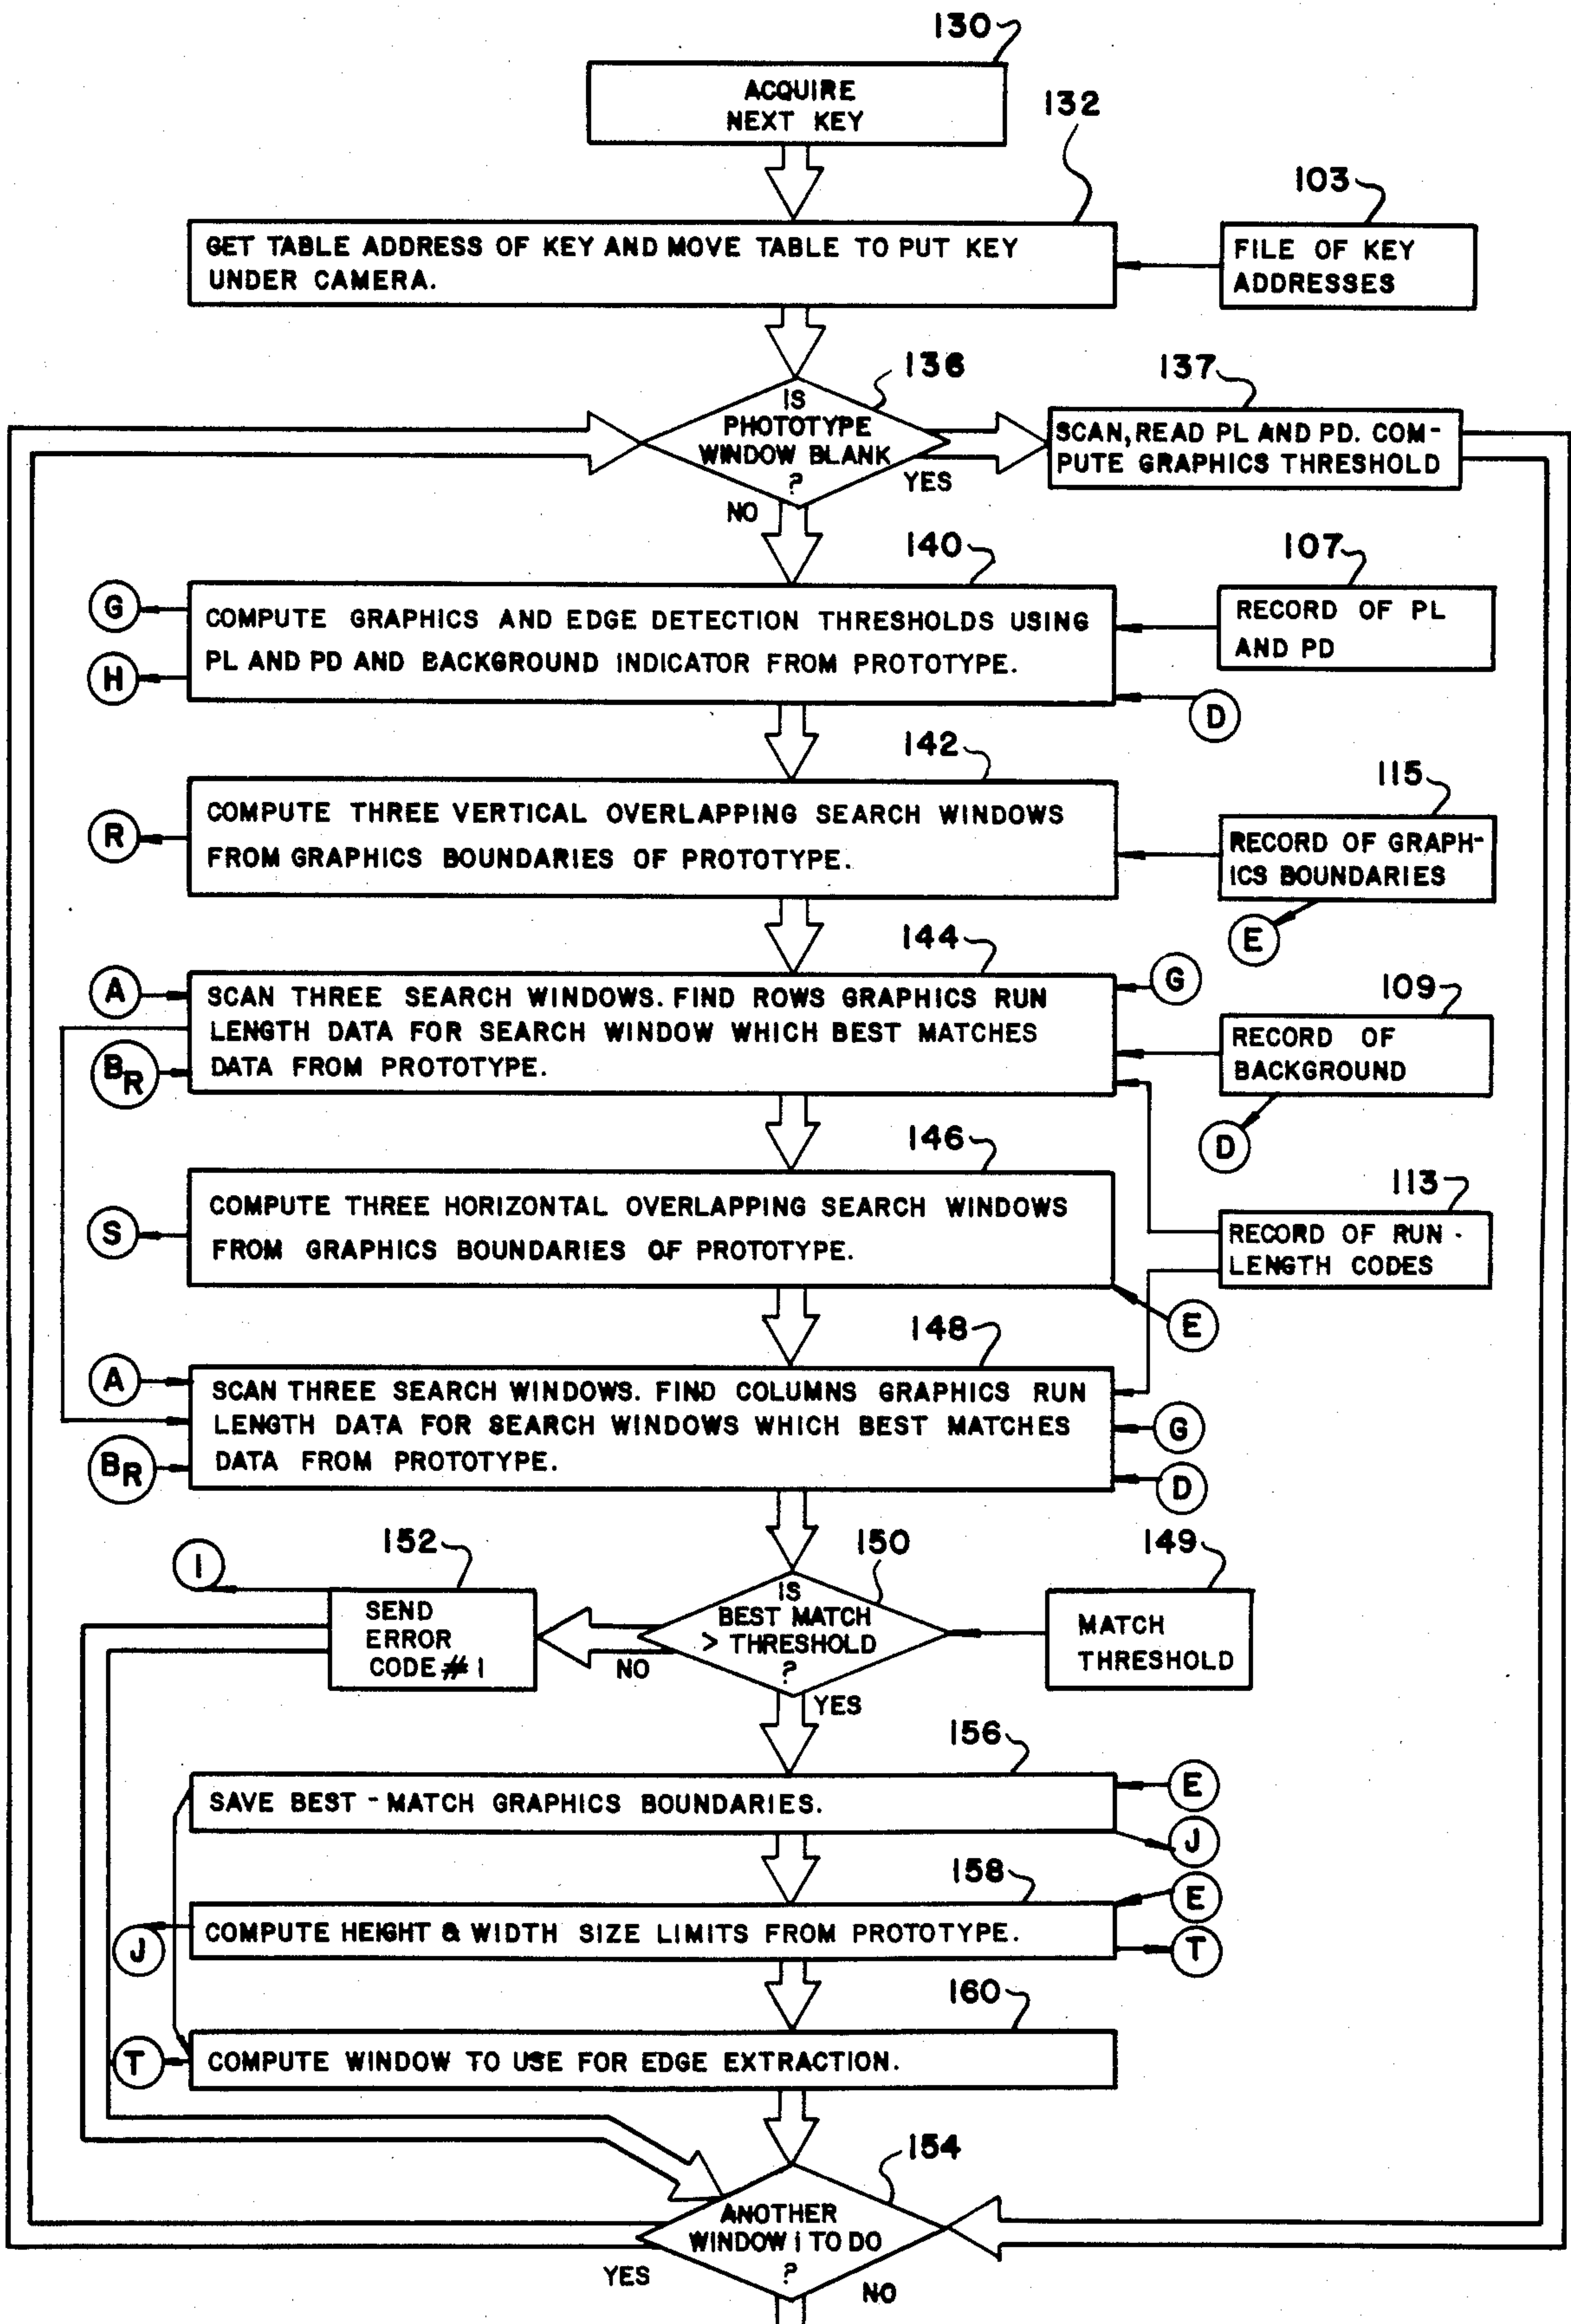 130
ACQUIRE
NEXT KEY
132
103
GET TABLE ADDRESS OF KEY AND MOVE TABLE TO PUT KEY
UNDER CAMERA.
FILE OF KEY
ADDRESSES
136
137
IS
PHOTOTYPE
WINDOW BLANK
?
YES
NO
SCAN, READ PL AND PD. COM-
PUTE GRAPHICS THRESHOLD
140
107
G
H
COMPUTE GRAPHICS AND EDGE DETECTION THRESHOLDS USING
PL AND PD AND BACKGROUND INDICATOR FROM PROTOTYPE.
RECORD OF PL
AND PD
D
142
115
R
COMPUTE THREE VERTICAL OVERLAPPING SEARCH WINDOWS
FROM GRAPHICS BOUNDARIES OF PROTOTYPE.
RECORD OF GRAPH-
ICS BOUNDARIES
E
144
109
A
BR
SCAN THREE SEARCH WINDOWS. FIND ROWS GRAPHICS RUN
LENGTH DATA FOR SEARCH WINDOW WHICH BEST MATCHES
DATA FROM PROTOTYPE.
G
RECORD OF
BACKGROUND
D
146
113
S
COMPUTE THREE HORIZONTAL OVERLAPPING SEARCH WINDOWS
FROM GRAPHICS BOUNDARIES OF PROTOTYPE.
RECORD OF RUN -
LENGTH CODES
E
148
A
BR
SCAN THREE SEARCH WINDOWS. FIND COLUMNS GRAPHICS RUN
LENGTH DATA FOR SEARCH WINDOWS WHICH BEST MATCHES
DATA FROM PROTOTYPE.
G
D
152
150
149
I
SEND
ERROR
CODE # 1
IS
BEST MATCH
> THRESHOLD
?
NO
YES
MATCH
THRESHOLD
156
SAVE BEST - MATCH GRAPHICS BOUNDARIES.
E
J
158
J
COMPUTE HEIGHT & WIDTH SIZE LIMITS FROM PROTOTYPE.
E
T
160
T
COMPUTE WINDOW TO USE FOR EDGE EXTRACTION.
154
ANOTHER
WINDOW i TO DO
?
YES
NO